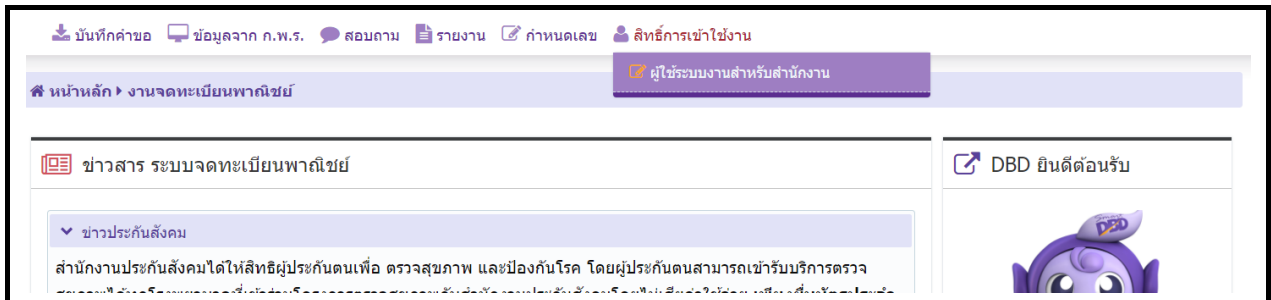 บันทึกคำขอ ข้อมูลจาก ก.พ.ร. สอบถาม รายงาน กำหนดเลข สิทธิ์การเข้าใช้งาน
ผู้ใช้ระบบงานสำหรับสำนักงาน
หน้าหลัก งานจดทะเบียนพาณิชย์
ข่าวสาร ระบบจดทะเบียนพาณิชย์
ข่าวประกันสังคม
สำนักงานประกันสังคมได้ให้สิทธิผู้ประกันตนเพื่อ ตรวจสุขภาพ และป้องกันโรค โดยผู้ประกันตนสามารถเข้ารับบริการตรวจ
DBD ยินดีต้อนรับ
DBD